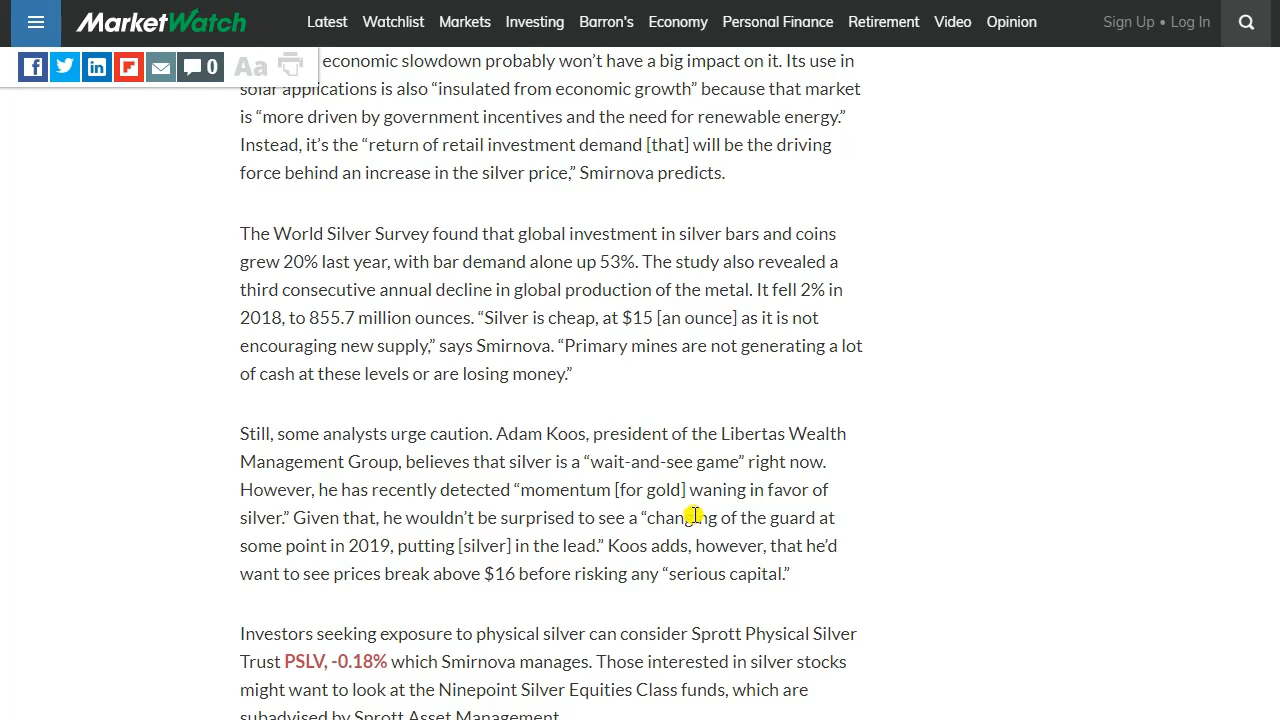 MarketWatch Latest Watchlist Markets Investing Barron's Economy Personal Finance Retirement Video Opinion Sign Up • Log In
0 Aa
economic slowdown probably won’t have a big impact on it. Its use in
solar applications is also “insulated from economic growth” because that market
is “more driven by government incentives and the need for renewable energy.”
Instead, it’s the “return of retail investment demand [that] will be the driving
force behind an increase in the silver price,” Smirnova predicts.
The World Silver Survey found that global investment in silver bars and coins
grew 20% last year, with bar demand alone up 53%. The study also revealed a
third consecutive annual decline in global production of the metal. It fell 2% in
2018, to 855.7 million ounces. “Silver is cheap, at $15 [an ounce] as it is not
encouraging new supply,” says Smirnova. “Primary mines are not generating a lot
of cash at these levels or are losing money.”
Still, some analysts urge caution. Adam Koos, president of the Libertas Wealth
Management Group, believes that silver is a “wait-and-see game” right now.
However, he has recently detected “momentum [for gold] waning in favor of
silver.” Given that, he wouldn’t be surprised to see a “changing of the guard at
some point in 2019, putting [silver] in the lead.” Koos adds, however, that he’d
want to see prices break above $16 before risking any “serious capital.”
Investors seeking exposure to physical silver can consider Sprott Physical Silver
Trust PSLV, -0.18% which Smirnova manages. Those interested in silver stocks
might want to look at the Ninepoint Silver Equities Class funds, which are
subadvised by Sprott Asset Management.